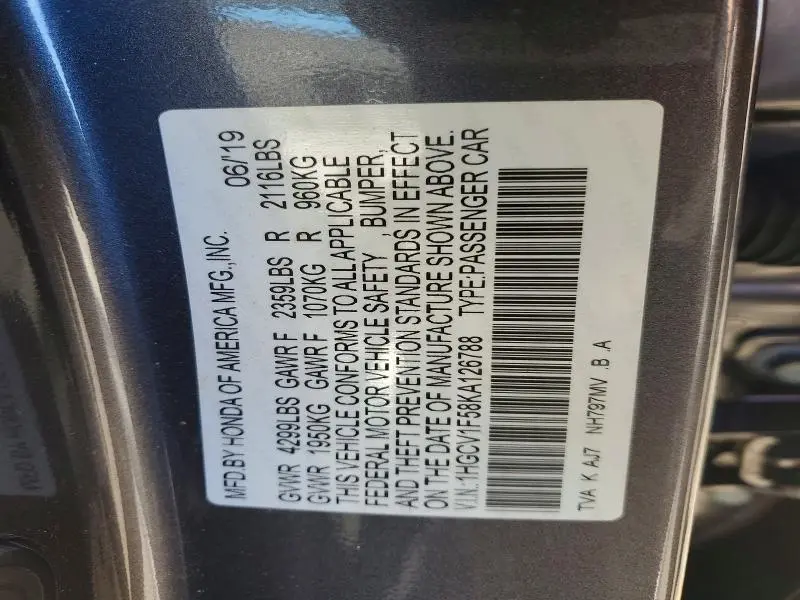 MFD.BY HONDA OF AMERICA MFG.,INC. 06/'19
GVWR 4299LBS GAWR F 2359LBS R 2116LBS
GVWR 1950KG GAWR F 1070KG R 960KG
THIS VEHICLE CONFORMS TO ALL APPLICABLE
FEDERAL MOTOR VEHICLE SAFETY , BUMPER,
AND THEFT PREVENTION STANDARDS IN EFFECT
ON THE DATE OF MANUFACTURE SHOWN ABOVE.
V.I.N.:1HGCV1F58KA126788 TYPE:PASSENGER CAR
TVA K AJ7 NH797MV .B .A